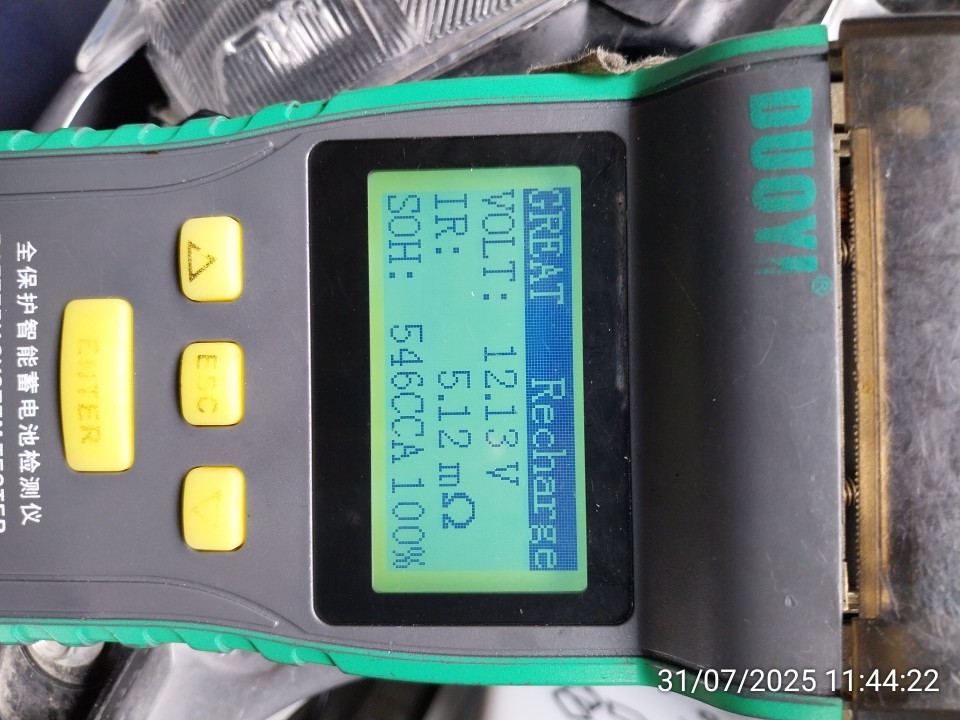 DUOYI®
GREAT Recharge
VOLT: 12.13 V
IR: 5.12 mΩ
SOH: 546CCA 100%
△
ESC
▽
ENTER
全保护智能蓄电池检测仪
31/07/2025 11:44:22